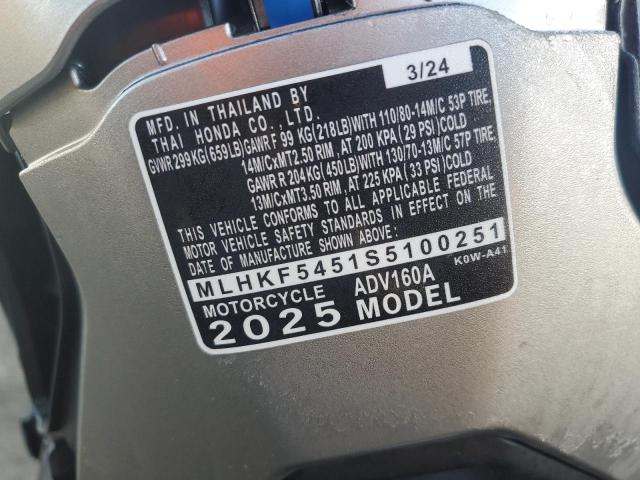 3/24
MFD. IN THAILAND BY
THAI HONDA CO., LTD.
GVWR 299KG(659LB)GAWR F 99 KG(218LB)WITH 110/80-14M/C 53P TIRE,
14M/CxMT2.50 RIM , AT 200 KPA (29 PSI)COLD
GAWR R 204KG(450LB)WITH 130/70-13M/C 57P TIRE,
13M/CxMT3.50 RIM , AT 225 KPA (33 PSI)COLD
THIS VEHICLE CONFORMS TO ALL APPLICABLE FEDERAL
MOTOR VEHICLE SAFETY STANDARDS IN EFFECT ON THE
DATE OF MANUFACTURE SHOWN ABOVE.
MLHKF5451S5100251
K0W-A41
MOTORCYCLE ADV160A
2025 MODEL